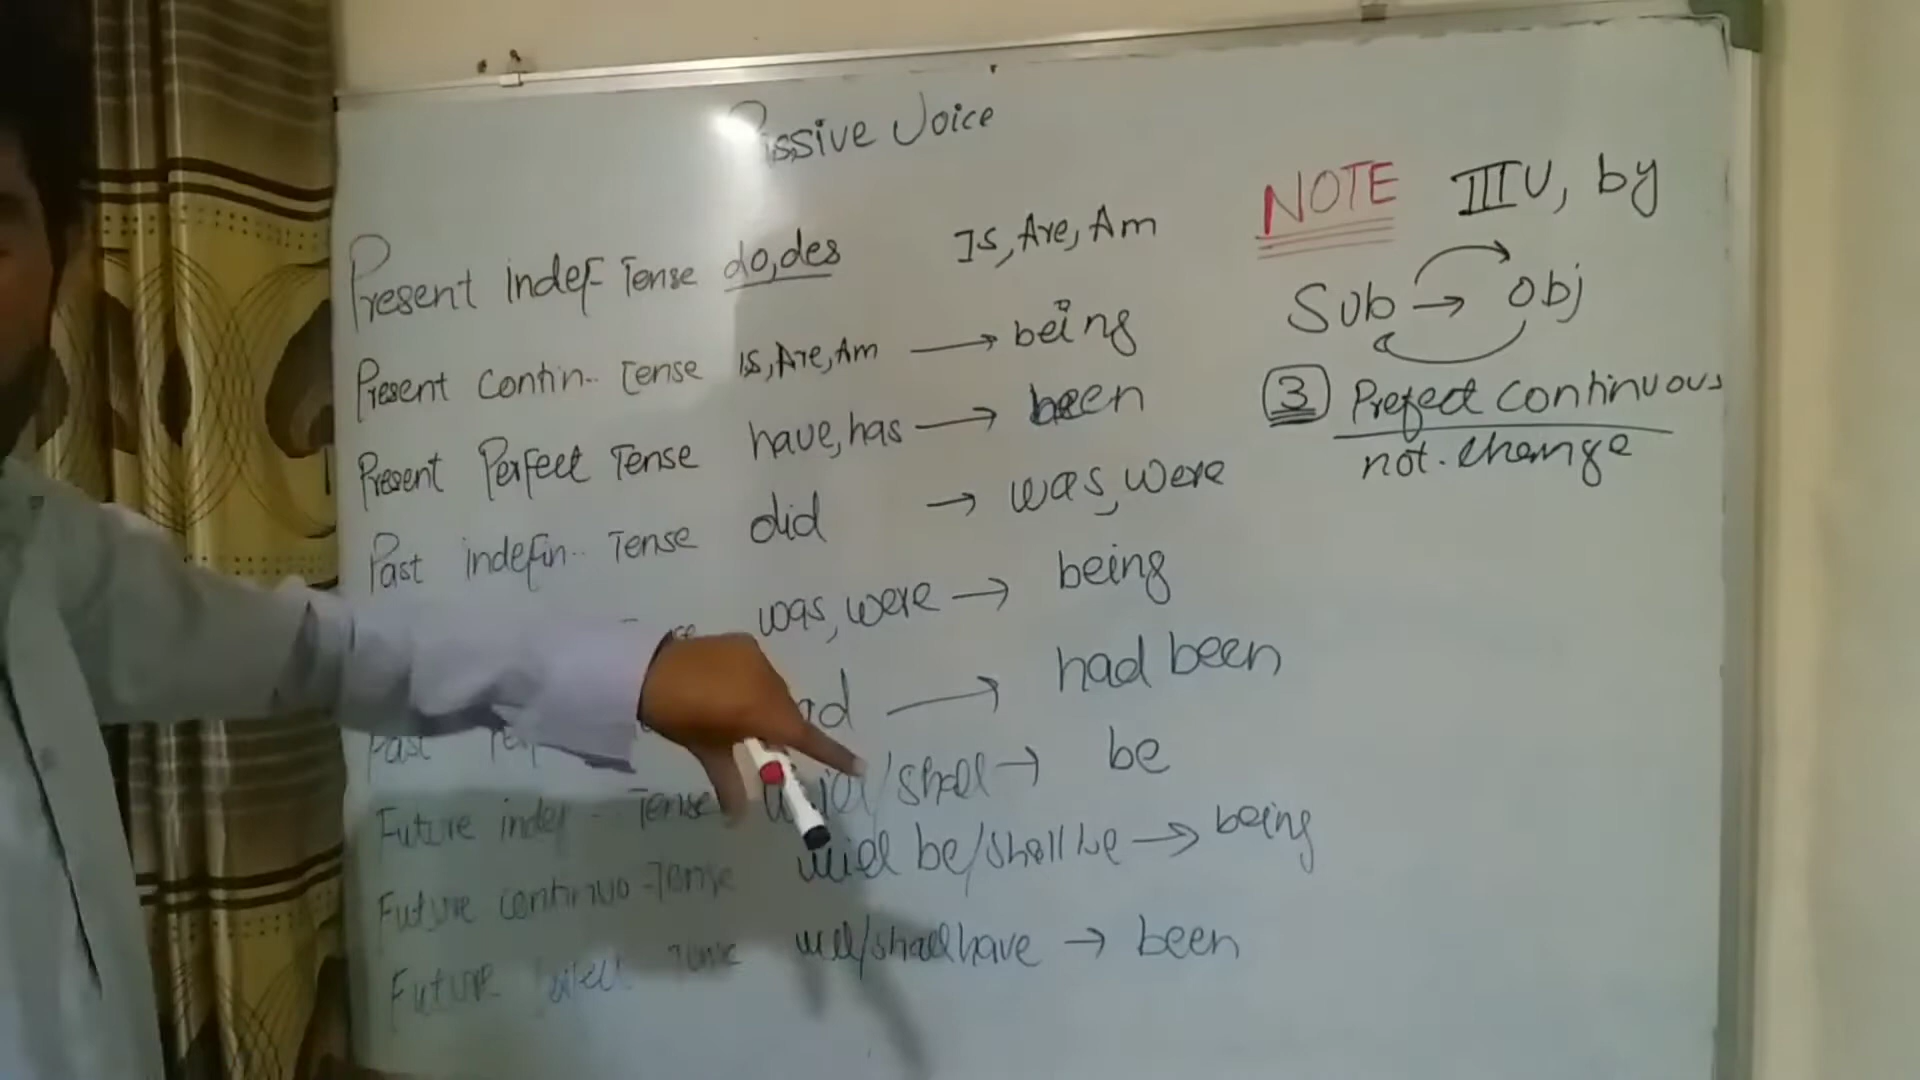 Passive Voice
Present indef- Tense do,des Is, Are, Am
Present contin.. Tense Is, Are, Am → being
Present Perfect Tense have, has → been
Past indefin.. Tense did → was, were
was, were → being
Past → had been
Future indef - Tense /shall → be
Future continuo - Tense will be/shall be → being
Future Tense will/shall have → been
NOTE IIIV, by
Sub → obj
3 Prefect continuous
not. change